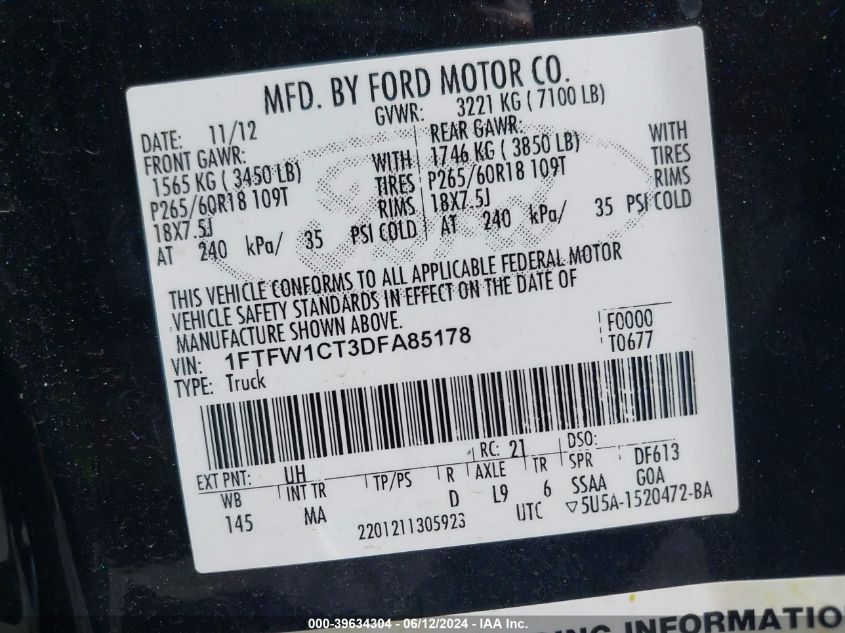 MFD. BY FORD MOTOR CO.
DATE: 11/12 GVWR: 3221 KG ( 7100 LB)
FRONT GAWR: REAR GAWR:
1565 KG ( 3450 LB) WITH 1746 KG ( 3850 LB) WITH
P265/60R18 109T TIRES P265/60R18 109T TIRES
18X7.5J RIMS 18X7.5J RIMS
AT 240 kPa/ 35 PSI COLD AT 240 kPa/ 35 PSI COLD
THIS VEHICLE CONFORMS TO ALL APPLICABLE FEDERAL MOTOR
VEHICLE SAFETY STANDARDS IN EFFECT ON THE DATE OF
MANUFACTURE SHOWN ABOVE.
VIN: 1FTFW1CT3DFA85178 F0000
TYPE: Truck T0677
EXT PNT: UH RC: 21 DSO:
WB INT TR TP/PS R AXLE TR SPR DF613
145 MA D L9 6 SSAA GOA
2201211305923 UTC ▽5U5A-1520472-BA
INFORMATION
000-39634304 - 06/12/2024 - IAA Inc.